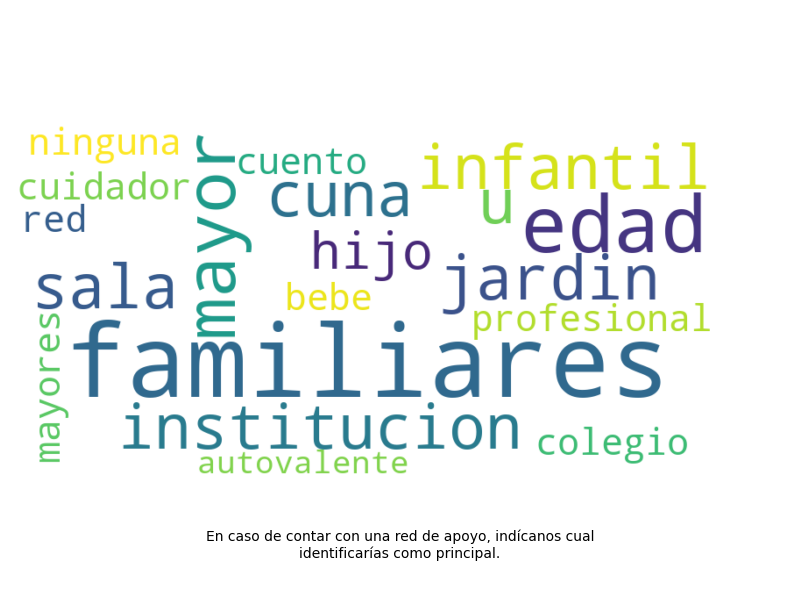 ninguna
cuento
infantil
cuidador
mayor
cuna
u
edad
red
hijo
jardin
sala
bebe
profesional
mayores
familiares
institucion
colegio
autovalente
En caso de contar con una red de apoyo, indícanos cual
identificarías como principal.